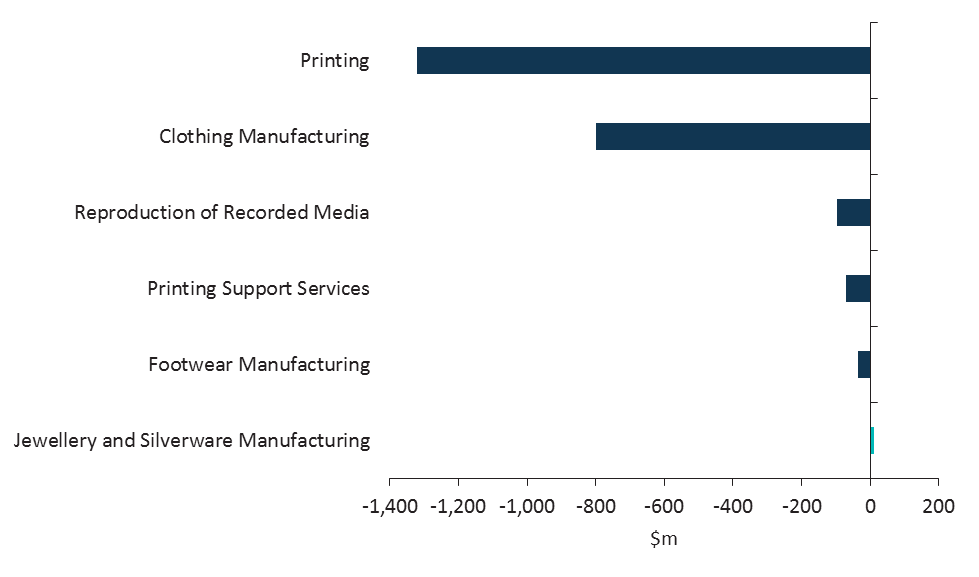 Printing
Clothing Manufacturing
Reproduction of Recorded Media
Printing Support Services
Footwear Manufacturing
Jewellery and Silverware Manufacturing
-1,400 -1,200 -1,000 -800 -600 -400 -200 0 200
$m